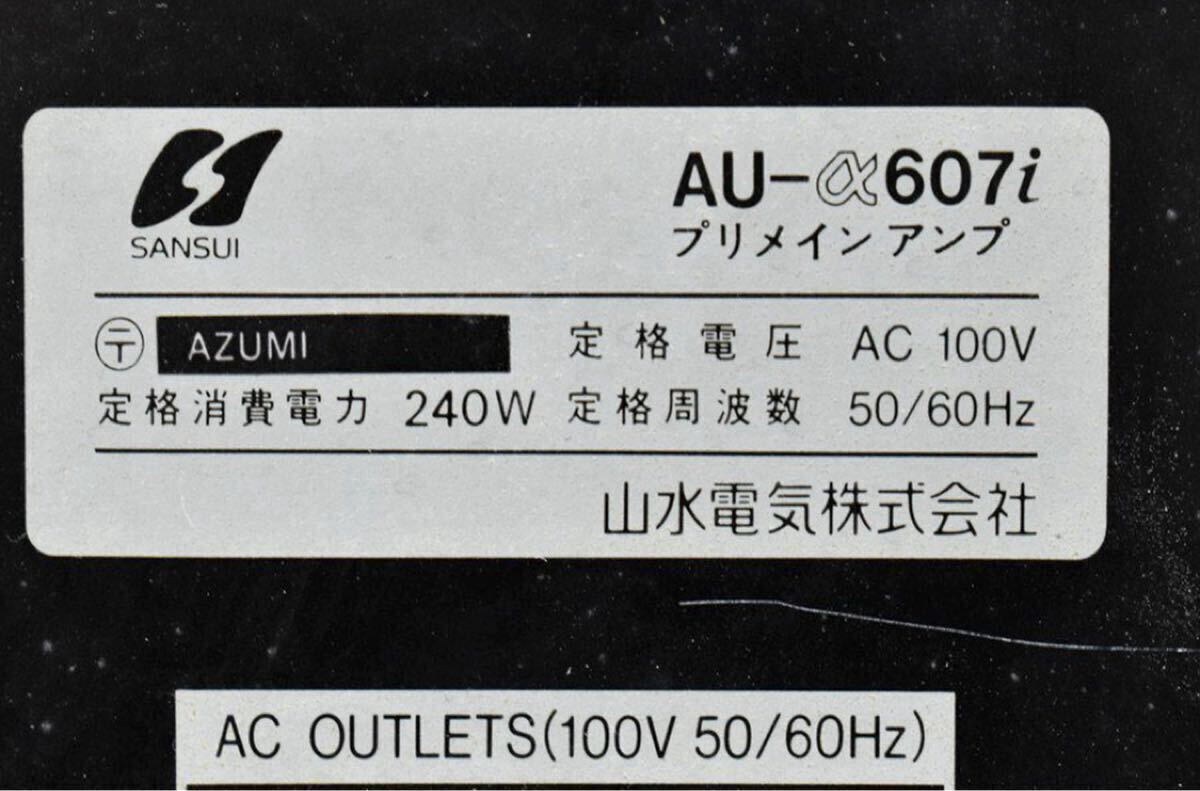 SANSUI
AU-α607i
プリメインアンプ
〒 AZUMI 定格電圧 AC 100V
定格消費電力 240W 定格周波数 50/60Hz
山水電気株式会社
AC OUTLETS(100V 50/60Hz)